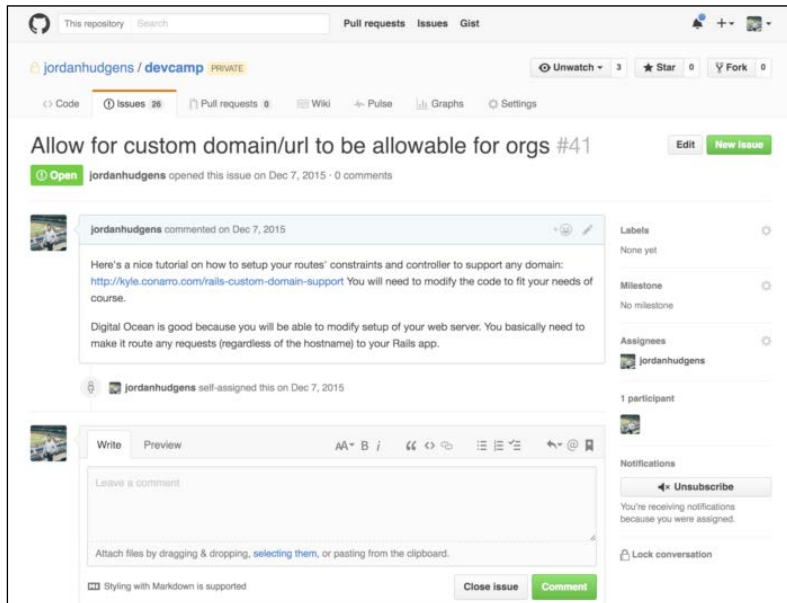 This repository Search Pull requests Issues Gist
jordanhudgens / devcamp PRIVATE Unwatch 3 Star 0 Fork 0
Code Issues 26 Pull requests 0 Wiki Pulse Graphs Settings
Allow for custom domain/url to be allowable for orgs #41 Edit New issue
Open jordanhudgens opened this issue on Dec 7, 2015 · 0 comments
jordanhudgens commented on Dec 7, 2015
Here's a nice tutorial on how to setup your routes' constraints and controller to support any domain:
http://kyle.conarro.com/rails-custom-domain-support You will need to modify the code to fit your needs of
course.
Digital Ocean is good because you will be able to modify setup of your web server. You basically need to
make it route any requests (regardless of the hostname) to your Rails app.
jordanhudgens self-assigned this on Dec 7, 2015
Write Preview AA B i
Leave a comment
Attach files by dragging & dropping, selecting them, or pasting from the clipboard.
Styling with Markdown is supported Close issue Comment
Labels
None yet
Milestone
No milestone
Assignees
jordanhudgens
1 participant
Notifications
Unsubscribe
You're receiving notifications
because you were assigned.
Lock conversation